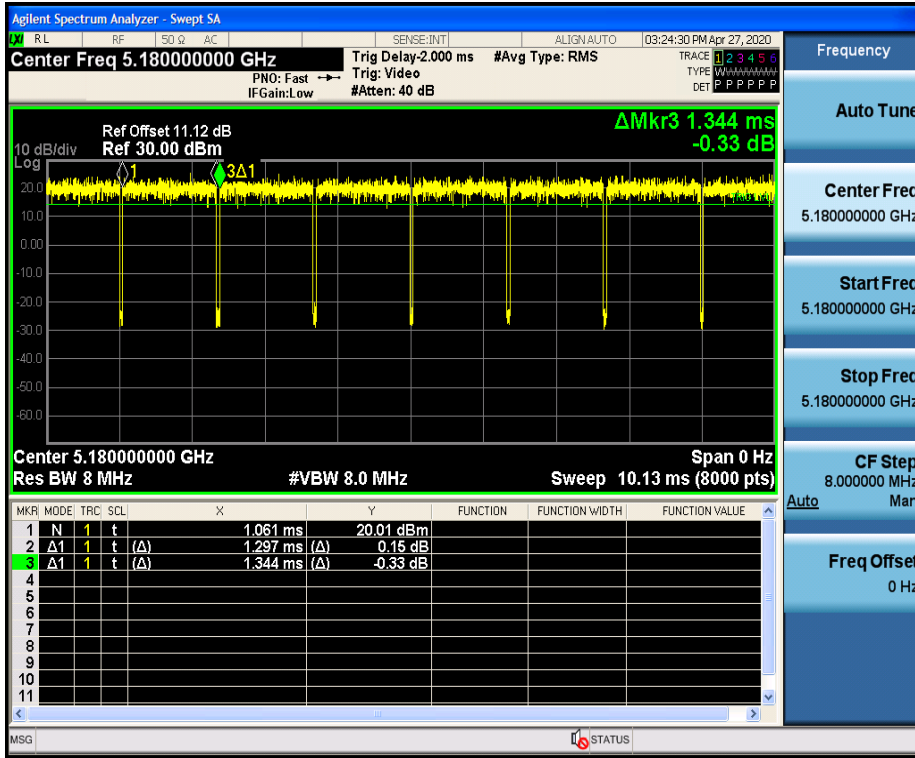 Agilent Spectrum Analyzer - Swept SA
LXI RL RF 50 Ω AC SENSE:INT ALIGN AUTO 03:24:30 PM Apr 27, 2020
Center Freq 5.180000000 GHz Trig Delay-2.000 ms #Avg Type: RMS TRACE 1 2 3 4 5 6
PNO: Fast Trig: Video TYPE W
IFGain:Low #Atten: 40 dB DET P P P P P P
Frequency
Auto Tune
Center Freq
5.180000000 GHz
Start Freq
5.180000000 GHz
Stop Freq
5.180000000 GHz
CF Step
8.000000 MHz
Auto Man
Freq Offset
0 Hz
ΔMkr3 1.344 ms
-0.33 dB
Ref Offset 11.12 dB
10 dB/div Ref 30.00 dBm
Log
1 3Δ1
20.0
10.0
0.00
-10.0
-20.0
-30.0
-40.0
-50.0
-60.0
Center 5.180000000 GHz Span 0 Hz
Res BW 8 MHz #VBW 8.0 MHz Sweep 10.13 ms (8000 pts)
MKR MODE TRC SCL X Y FUNCTION FUNCTION WIDTH FUNCTION VALUE
1 N 1 t 1.061 ms 20.01 dBm
2 Δ1 1 t (Δ) 1.297 ms (Δ) 0.15 dB
3 Δ1 1 t (Δ) 1.344 ms (Δ) -0.33 dB
4
5
6
7
8
9
10
11
MSG STATUS